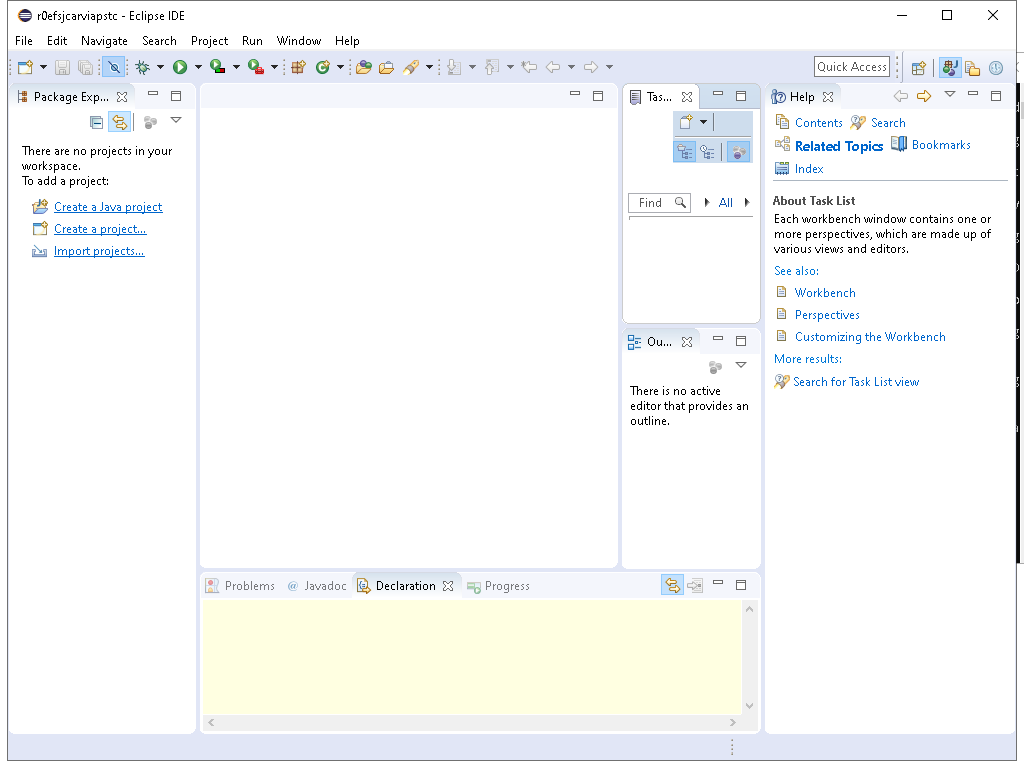 r0efsjcarviapstc - Eclipse IDE
File Edit Navigate Search Project Run Window Help
Quick Access
Package Exp...
There are no projects in your
workspace.
To add a project:
Create a Java project
Create a project...
Import projects...
Tas...
Find
All
Ou...
There is no active
editor that provides an
outline.
Help
Contents Search
Related Topics Bookmarks
Index
About Task List
Each workbench window contains one or
more perspectives, which are made up of
various views and editors.
See also:
Workbench
Perspectives
Customizing the Workbench
More results:
Search for Task List view
Problems @ Javadoc Declaration Progress